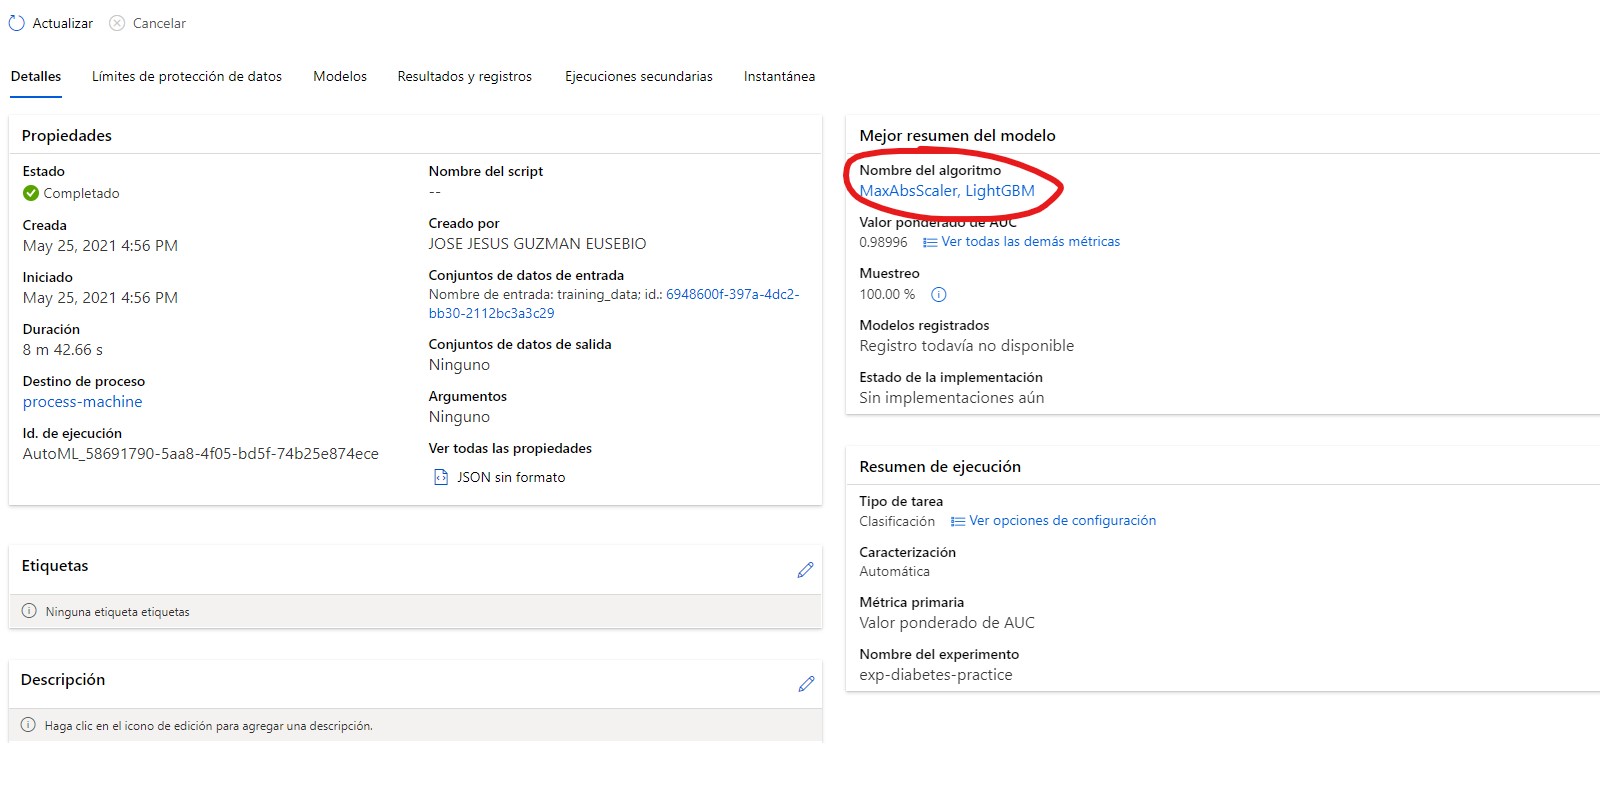 Actualizar
Cancelar
Detalles
Límites de protección de datos
Modelos
Resultados y registros
Ejecuciones secundarias
Instantánea
Propiedades
Estado
Completado
Creada
May 25, 2021 4:56 PM
Iniciado
May 25, 2021 4:56 PM
Duración
8 m 42.66 s
Destino de proceso
process-machine
Id. de ejecución
AutoML_58691790-5aa8-4f05-bd5f-74b25e874ece
Nombre del script
--
Creado por
JOSE JESUS GUZMAN EUSEBIO
Conjuntos de datos de entrada
Nombre de entrada: training_data; id.: 6948600f-397a-4dc2-
bb30-2112bc3a3c29
Conjuntos de datos de salida
Ninguno
Argumentos
Ninguno
Ver todas las propiedades
JSON sin formato
Etiquetas
Ninguna etiqueta etiquetas
Descripción
Haga clic en el icono de edición para agregar una descripción.
Mejor resumen del modelo
Nombre del algoritmo
MaxAbsScaler, LightGBM
Valor ponderado de AUC
0.98996 Ver todas las demás métricas
Muestreo
100.00 %
Modelos registrados
Registro todavía no disponible
Estado de la implementación
Sin implementaciones aún
Resumen de ejecución
Tipo de tarea
Clasificación Ver opciones de configuración
Caracterización
Automática
Métrica primaria
Valor ponderado de AUC
Nombre del experimento
exp-diabetes-practice